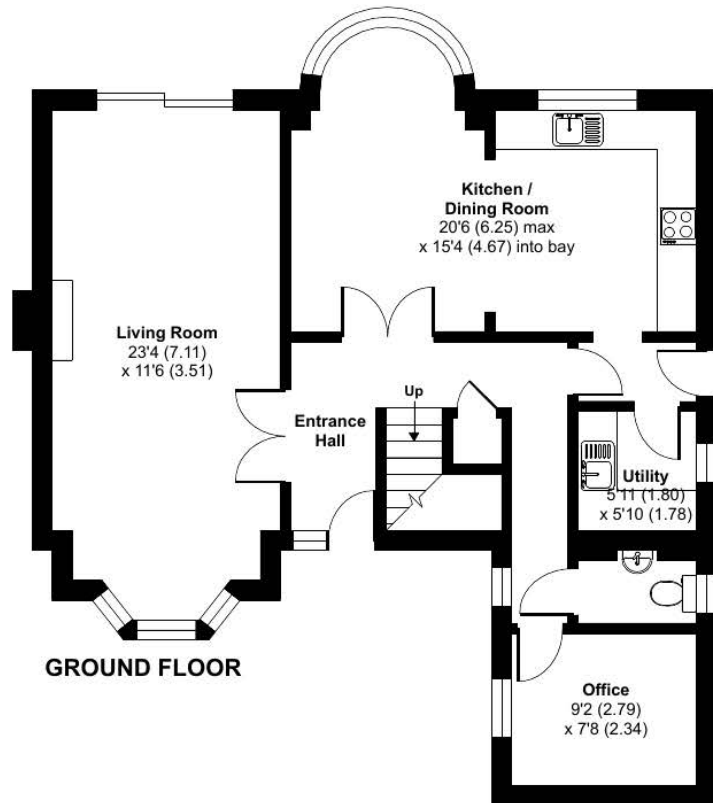 Kitchen /
Dining Room
20'6 (6.25) max
x 15'4 (4.67) into bay
Living Room
23'4 (7.11)
x 11'6 (3.51)
Up
Entrance
Hall
Utility
5'11 (1.80)
x 5'10 (1.78)
GROUND FLOOR
Office
9'2 (2.79)
x 7'8 (2.34)